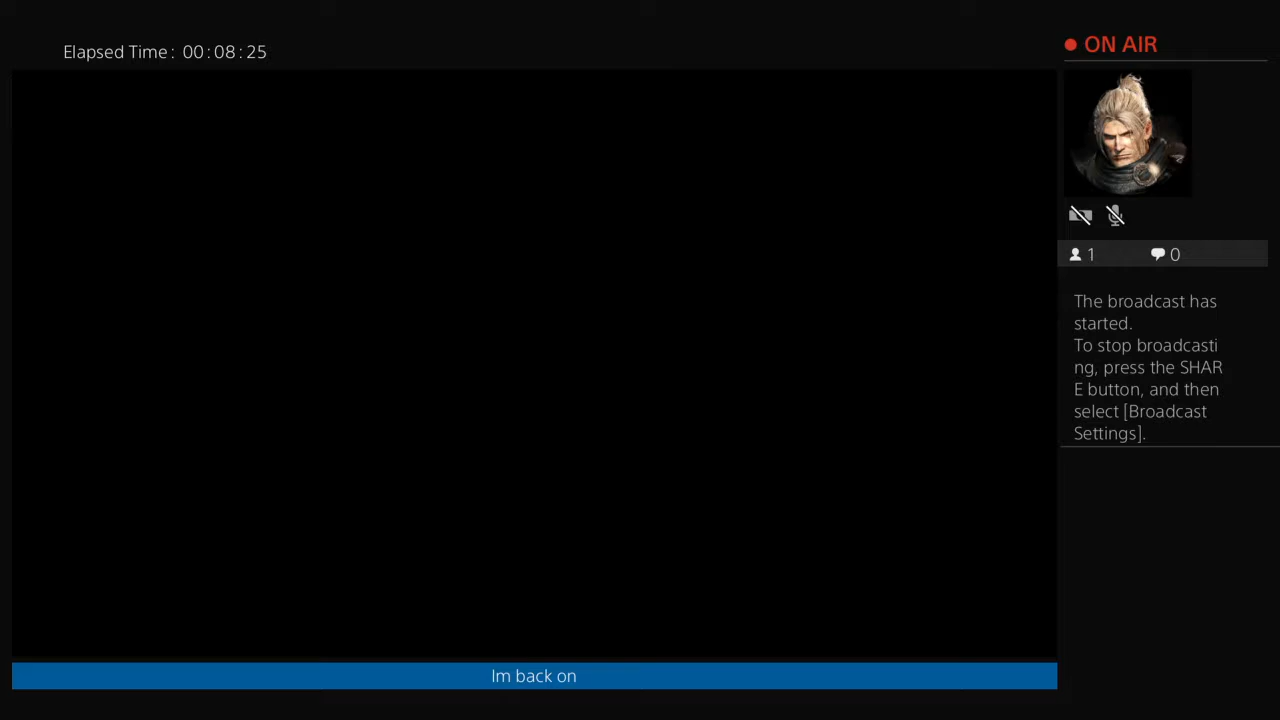 Elapsed Time: 00:08:25
ON AIR
1 0
The broadcast has
started.
To stop broadcasti
ng, press the SHAR
E button, and then
select [Broadcast
Settings].
Im back on